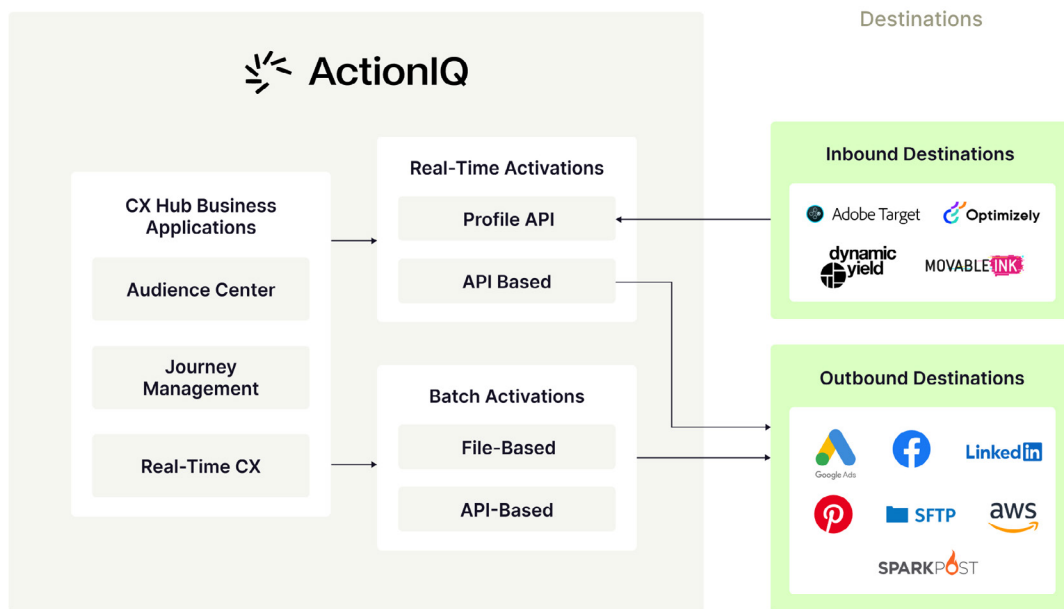 Destinations
ActionIQ
CX Hub Business
Applications
Audience Center
Journey
Management
Real-Time CX
Real-Time Activations
Profile API
API Based
Batch Activations
File-Based
API-Based
Inbound Destinations
Adobe Target
Optimizely
dynamic
yield
MOVABLE INK
Outbound Destinations
Google Ads
Linked in
SFTP
aws
SPARKPOST